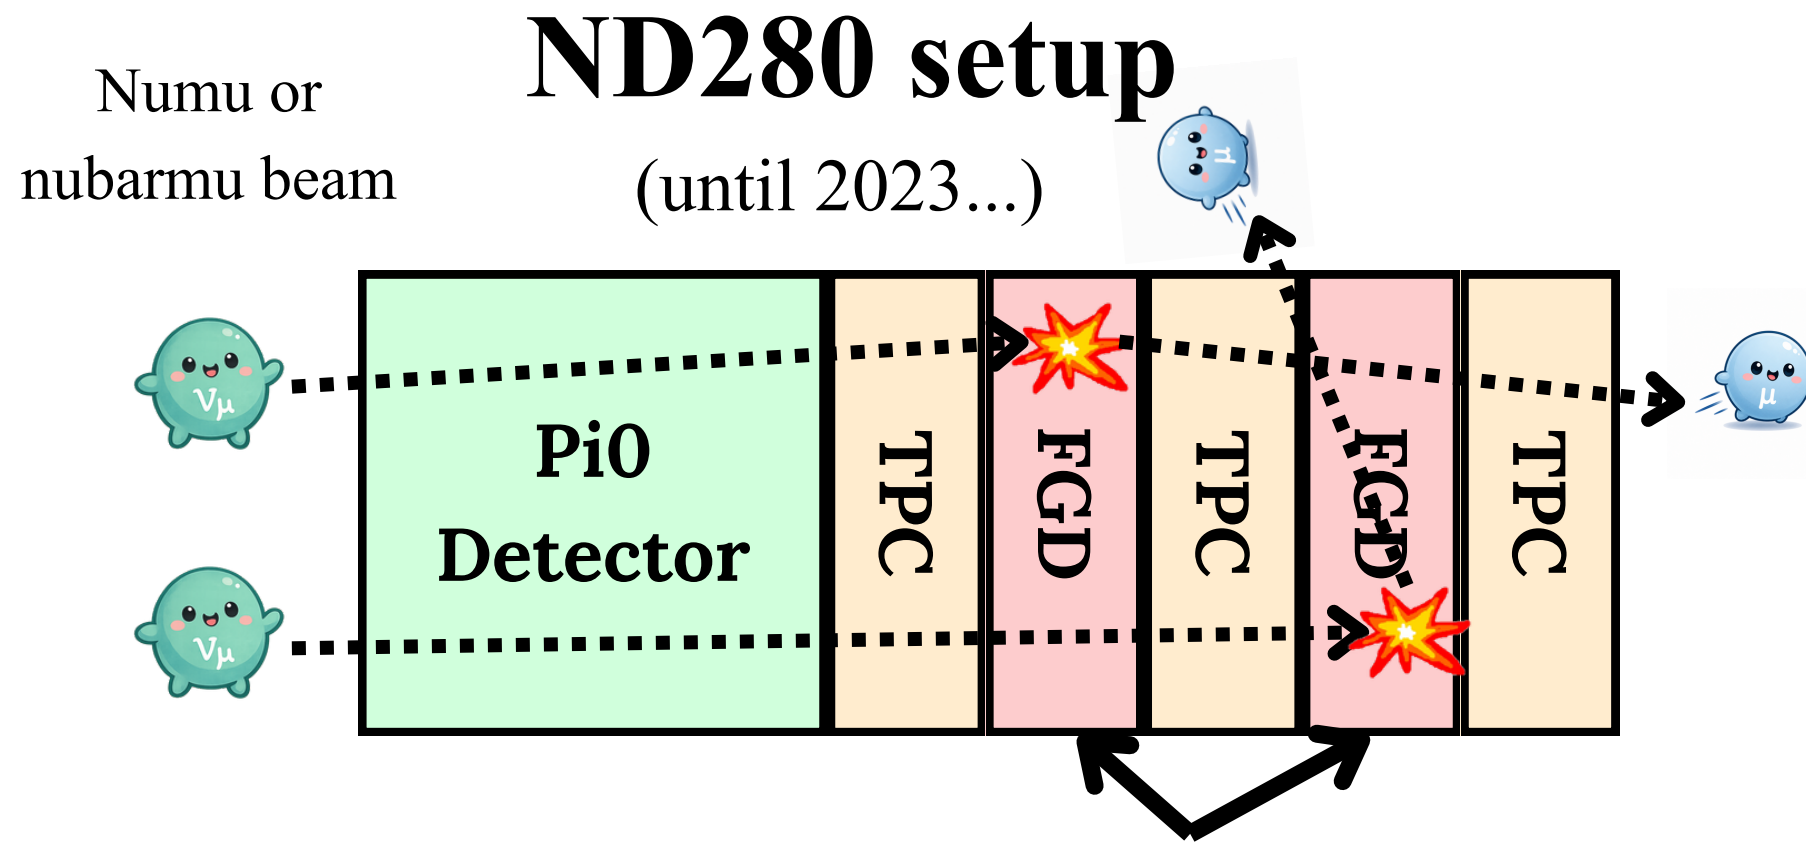 ND280 setup
(until 2023...)
Numu or
nubarmu beam
νμ
νμ
Pi0
Detector
TPC
FGD
TPC
FGD
TPC
μ